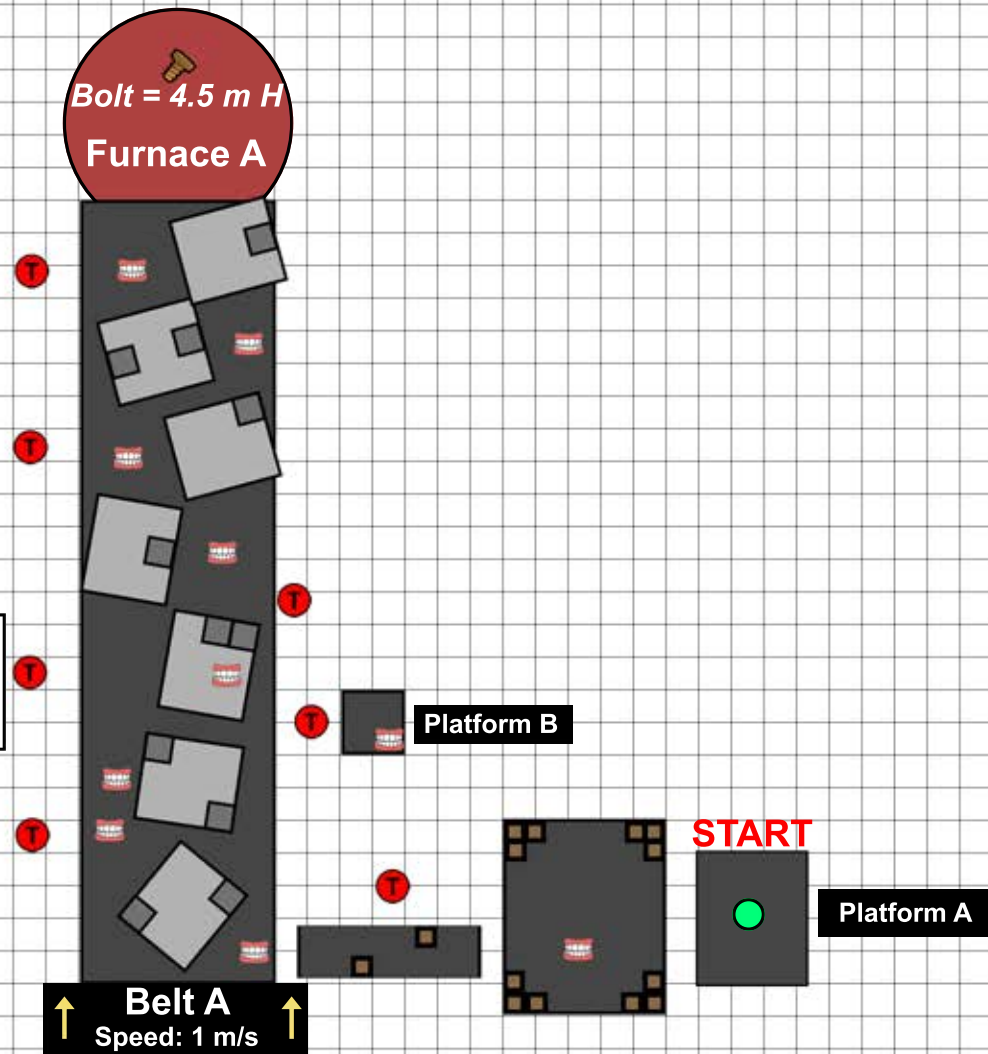 Bolt = 4.5 m H
Furnace A
T
T
T
T
T
Platform B
START
T
T
Platform A
Belt A
Speed: 1 m/s